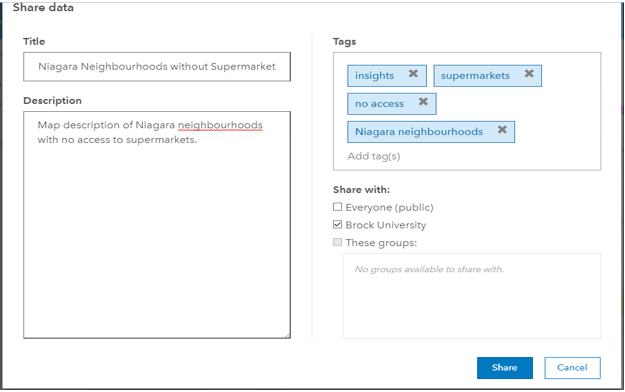 Share data
Title
Niagara Neighbourhoods without Supermarket
Description
Map description of Niagara neighbourhoods
with no access to supermarkets.
Tags
insights ✖ supermarkets ✖
no access ✖
Niagara neighbourhoods ✖
Add tag(s)
Share with:
Everyone (public)
Brock University
These groups:
No groups available to share with.
Share Cancel